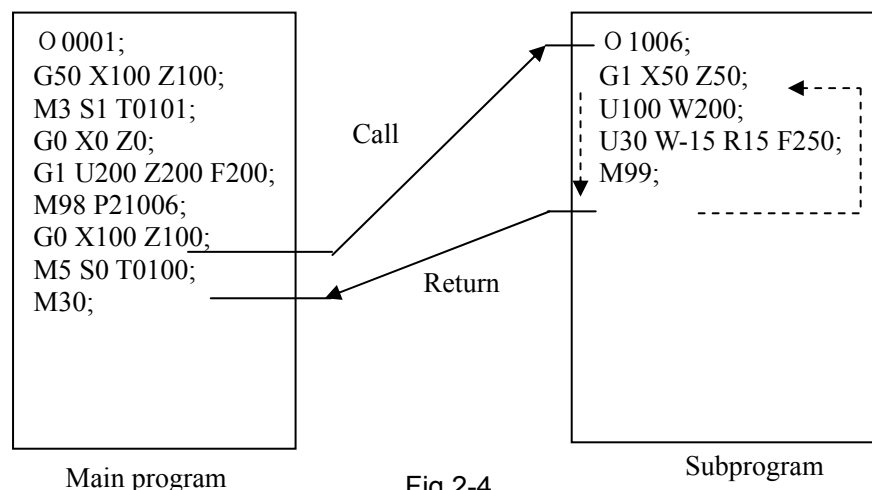 O 0001;
G50 X100 Z100;
M3 S1 T0101;
G0 X0 Z0;
G1 U200 Z200 F200;
M98 P21006;
G0 X100 Z100;
M5 S0 T0100;
M30;
Main program
Call
Return
O 1006;
G1 X50 Z50;
U100 W200;
U30 W-15 R15 F250;
M99;
Subprogram
Fig 2-4